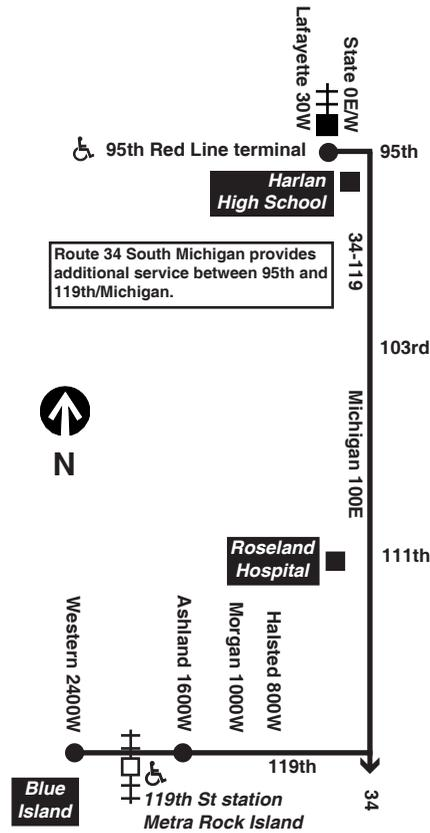 Lafayette 30W
State 0E/W
95th Red Line terminal
95th
Harlan
High School
34-119
Route 34 South Michigan provides
additional service between 95th and
119th/Michigan.
103rd
Michigan 100E
N
Roseland
Hospital
111th
Western 2400W
Ashland 1600W
Morgan 1000W
Halsted 800W
119th
34
Blue
Island
119th St station
Metra Rock Island